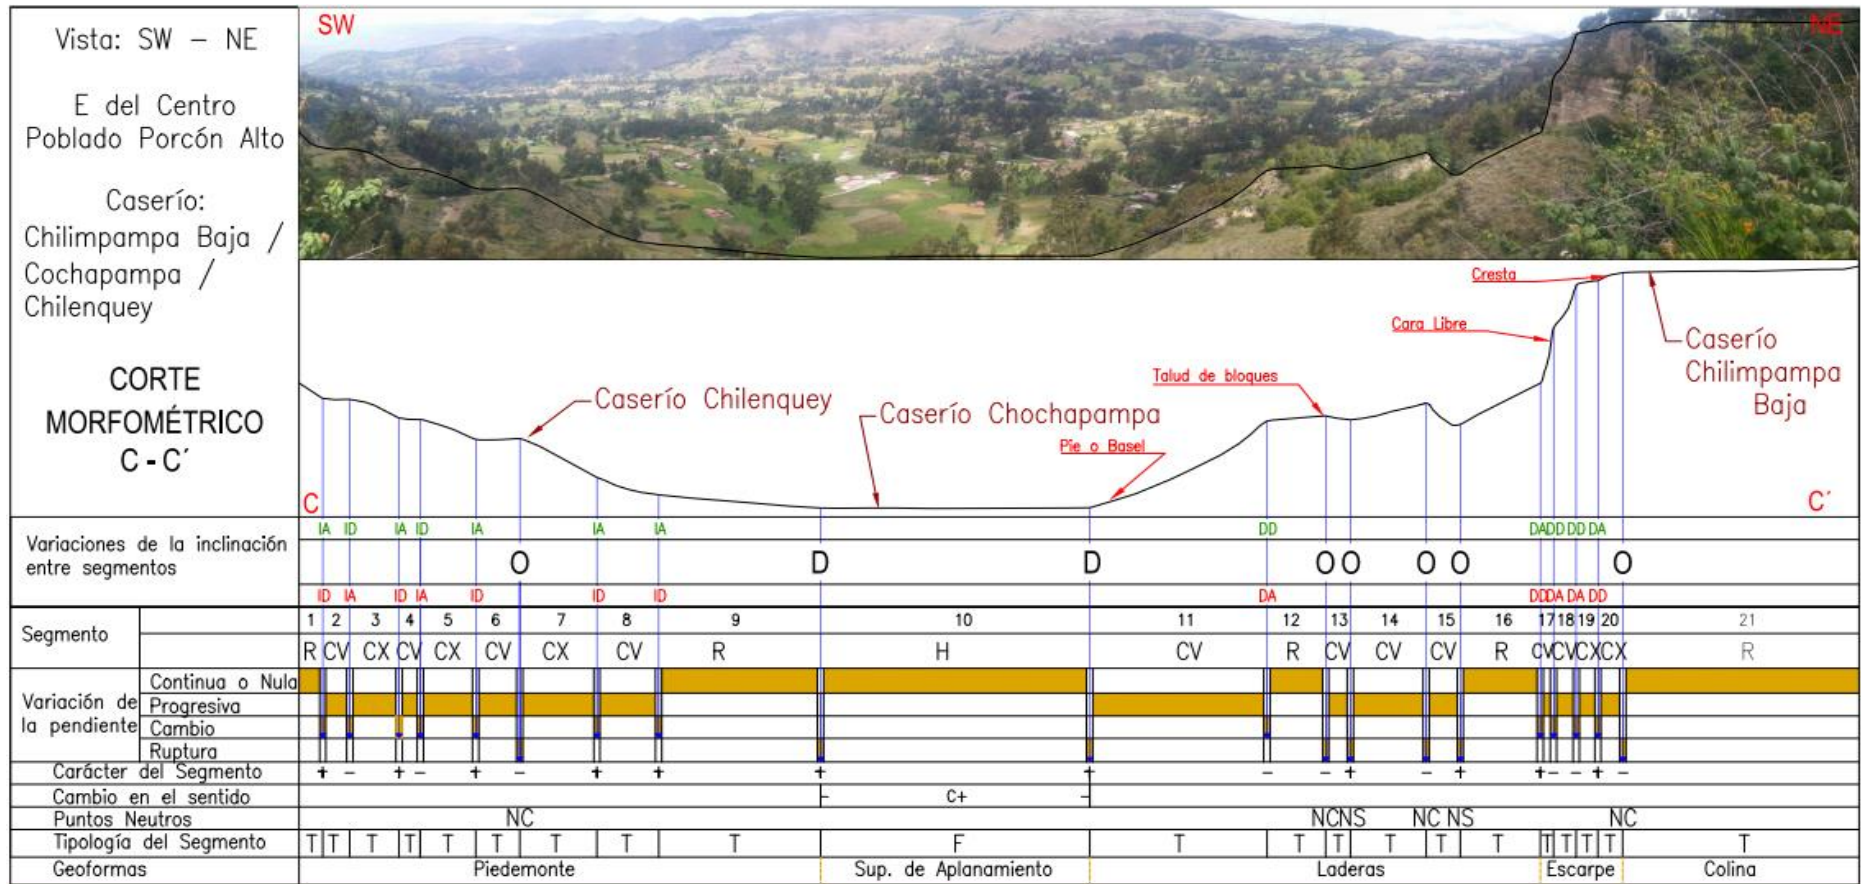 Vista: SW – NE
E del Centro
Poblado Porcón Alto
Caserío:
Chilimpampa Baja /
Cochapampa /
Chilenquey
CORTE
MORFOMÉTRICO
C - C´
SW
NE
Cresta
Cara Libre
Caserío
Chilimpampa
Baja
Talud de bloques
Caserío Chilenquey
Caserío Chochapampa
Pie o Basel
C
C´
Variaciones de la inclinación
entre segmentos
IA ID IA ID IA IA IA DD DA DD DD DA
O D D O O O O O
ID IA ID IA ID ID ID DA DD DA DA DD
Segmento
1 2 3 4 5 6 7 8 9 10 11 12 13 14 15 16 17 18 19 20 21
R CV CX CV CX CV CX CV R H CV R CV CV CV R CV CV CX CX R
Variación de
la pendiente
Continua o Nula
Progresiva
Cambio
Ruptura
Carácter del Segmento
+ - + - + - + + + + - - + - + + - - + -
Cambio en el sentido
- C+ -
Puntos Neutros
NC NC NS NC NS NC
Tipología del Segmento
T T T T T T T T T F T T T T T T T T T T T
Geoformas
Piedemonte Sup. de Aplanamiento Laderas Escarpe Colina